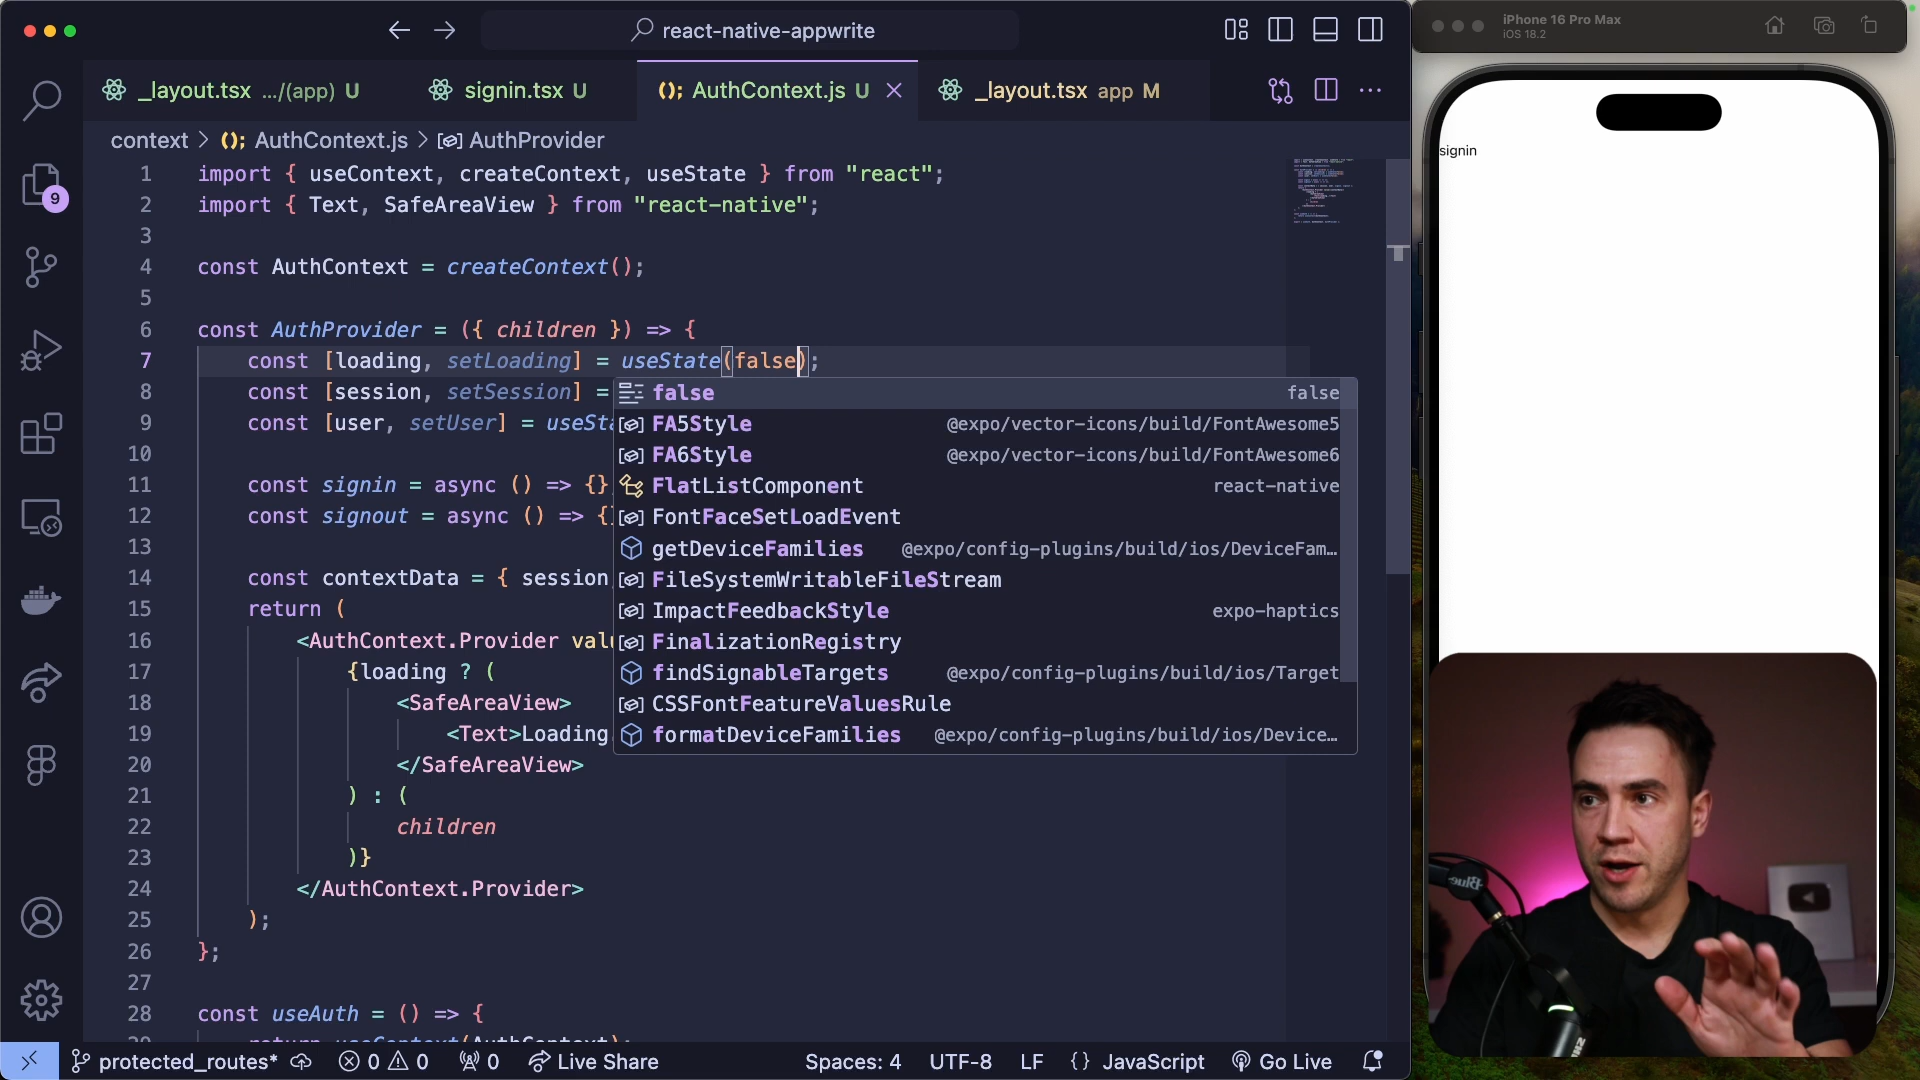 react-native-appwrite
iPhone 16 Pro Max
iOS 18.2
_layout.tsx .../(app) U
signin.tsx U
(); AuthContext.js U
_layout.tsx app M
context > (); AuthContext.js > AuthProvider
9
1 import { useContext, createContext, useState } from "react";
2 import { Text, SafeAreaView } from "react-native";
3
4 const AuthContext = createContext();
5
6 const AuthProvider = ({ children }) => {
7 const [loading, setLoading] = useState(false);
8 const [session, setSession] =
9 const [user, setUser] = useSta
10
11 const signin = async () => {}
12 const signout = async () => {}
13
14 const contextData = { session
15 return (
16 <AuthContext.Provider valu
17 {loading ? (
18 <SafeAreaView>
19 <Text>Loading
20 </SafeAreaView>
21 ) : (
22 children
23 )}
24 </AuthContext.Provider>
25 );
26 };
27
28 const useAuth = () => {
29 return useContext(AuthContext);
false false
FA5Style @expo/vector-icons/build/FontAwesome5
FA6Style @expo/vector-icons/build/FontAwesome6
FlatListComponent react-native
FontFaceSetLoadEvent
getDeviceFamilies @expo/config-plugins/build/ios/DeviceFam…
FileSystemWritableFileStream
ImpactFeedbackStyle expo-haptics
FinalizationRegistry
findSignableTargets @expo/config-plugins/build/ios/Target
CSSFontFeatureValuesRule
formatDeviceFamilies @expo/config-plugins/build/ios/Device…
signin
Blue
protected_routes* 0 0 0 Live Share Spaces: 4 UTF-8 LF {} JavaScript Go Live